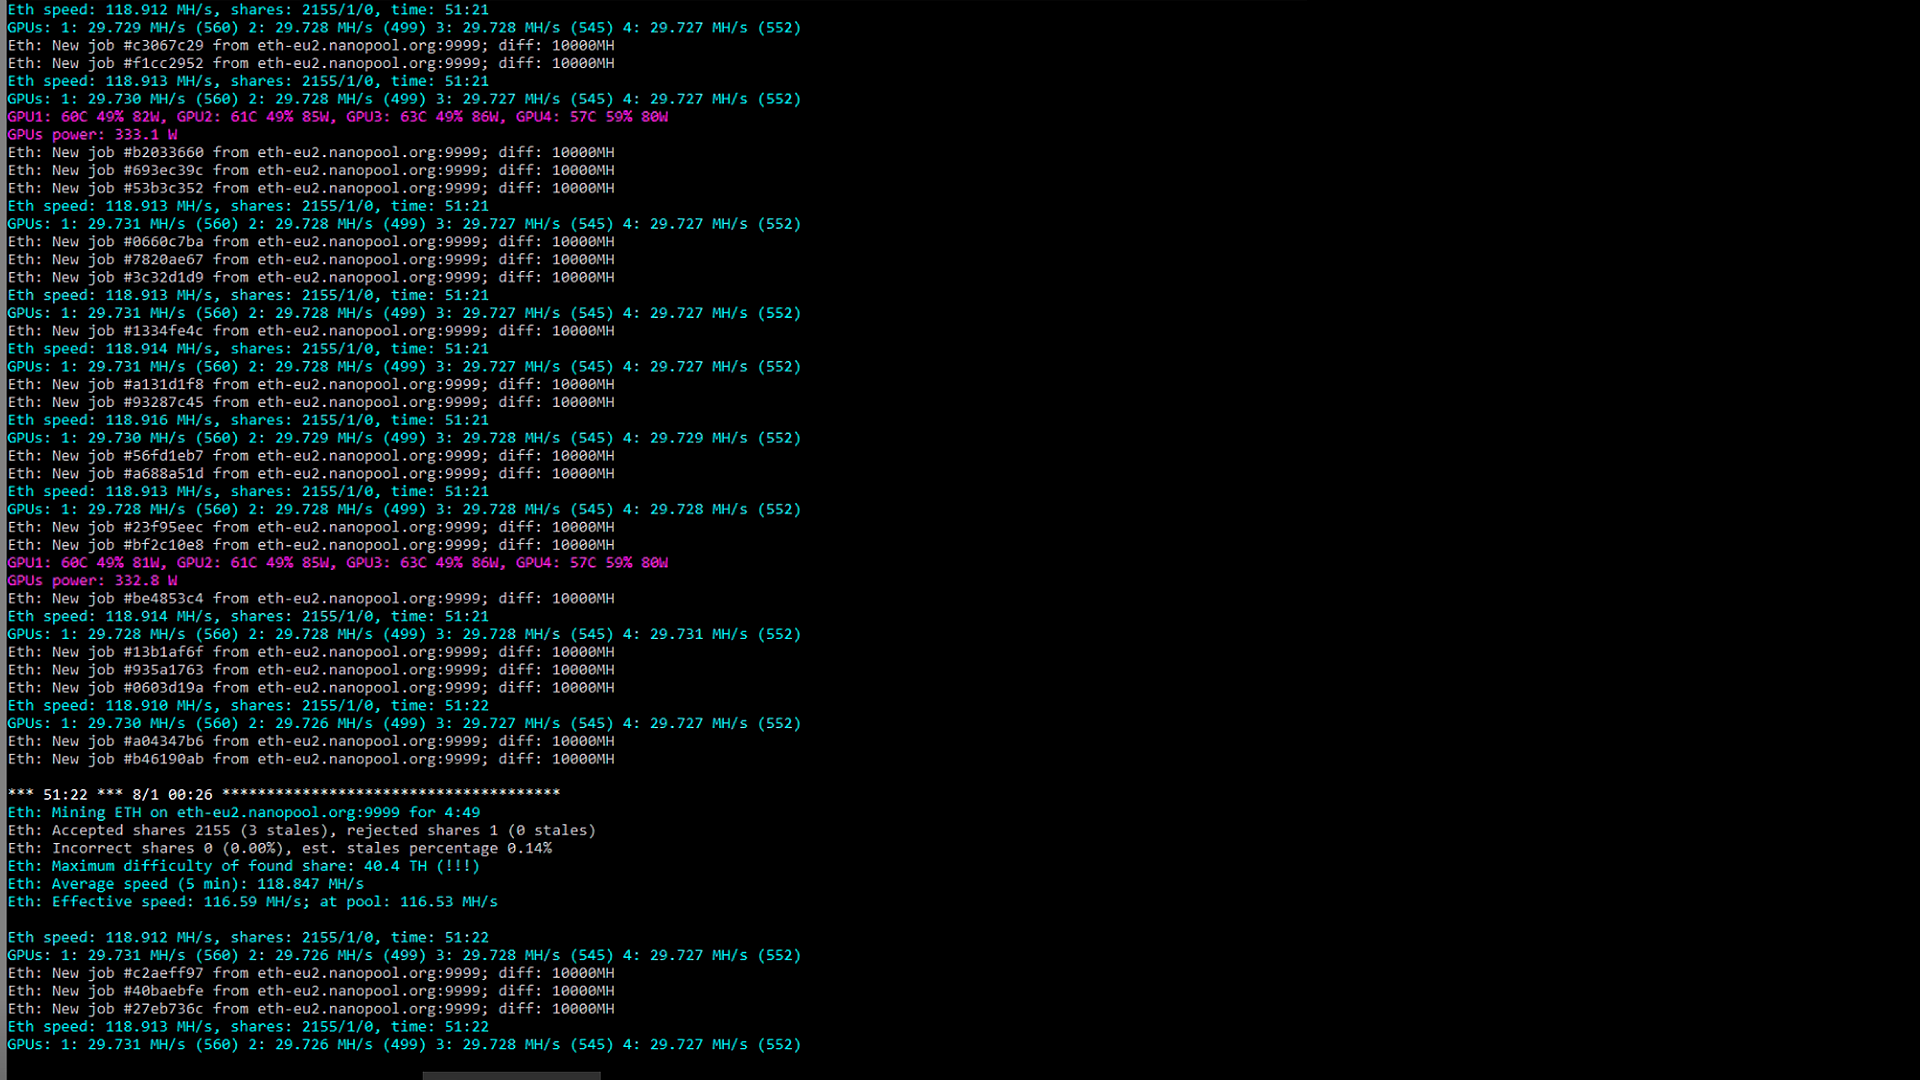 Eth speed: 118.912 MH/s, shares: 2155/1/0, time: 51:21
GPUs: 1: 29.729 MH/s (560) 2: 29.728 MH/s (499) 3: 29.728 MH/s (545) 4: 29.727 MH/s (552)
Eth: New job #c3067c29 from eth-eu2.nanopool.org:9999; diff: 10000MH
Eth: New job #f1cc2952 from eth-eu2.nanopool.org:9999; diff: 10000MH
Eth speed: 118.913 MH/s, shares: 2155/1/0, time: 51:21
GPUs: 1: 29.730 MH/s (560) 2: 29.728 MH/s (499) 3: 29.727 MH/s (545) 4: 29.727 MH/s (552)
GPU1: 60C 49% 82W, GPU2: 61C 49% 85W, GPU3: 63C 49% 86W, GPU4: 57C 59% 80W
GPUs power: 333.1 W
Eth: New job #b2033660 from eth-eu2.nanopool.org:9999; diff: 10000MH
Eth: New job #693ec39c from eth-eu2.nanopool.org:9999; diff: 10000MH
Eth: New job #53b3c352 from eth-eu2.nanopool.org:9999; diff: 10000MH
Eth speed: 118.913 MH/s, shares: 2155/1/0, time: 51:21
GPUs: 1: 29.731 MH/s (560) 2: 29.728 MH/s (499) 3: 29.727 MH/s (545) 4: 29.727 MH/s (552)
Eth: New job #0660c7ba from eth-eu2.nanopool.org:9999; diff: 10000MH
Eth: New job #7820ae67 from eth-eu2.nanopool.org:9999; diff: 10000MH
Eth: New job #3c32d1d9 from eth-eu2.nanopool.org:9999; diff: 10000MH
Eth speed: 118.913 MH/s, shares: 2155/1/0, time: 51:21
GPUs: 1: 29.731 MH/s (560) 2: 29.728 MH/s (499) 3: 29.727 MH/s (545) 4: 29.727 MH/s (552)
Eth: New job #1334fe4c from eth-eu2.nanopool.org:9999; diff: 10000MH
Eth speed: 118.914 MH/s, shares: 2155/1/0, time: 51:21
GPUs: 1: 29.731 MH/s (560) 2: 29.728 MH/s (499) 3: 29.727 MH/s (545) 4: 29.727 MH/s (552)
Eth: New job #a131d1f8 from eth-eu2.nanopool.org:9999; diff: 10000MH
Eth: New job #93287c45 from eth-eu2.nanopool.org:9999; diff: 10000MH
Eth speed: 118.916 MH/s, shares: 2155/1/0, time: 51:21
GPUs: 1: 29.730 MH/s (560) 2: 29.729 MH/s (499) 3: 29.728 MH/s (545) 4: 29.729 MH/s (552)
Eth: New job #56fd1eb7 from eth-eu2.nanopool.org:9999; diff: 10000MH
Eth: New job #a688a51d from eth-eu2.nanopool.org:9999; diff: 10000MH
Eth speed: 118.913 MH/s, shares: 2155/1/0, time: 51:21
GPUs: 1: 29.728 MH/s (560) 2: 29.728 MH/s (499) 3: 29.728 MH/s (545) 4: 29.728 MH/s (552)
Eth: New job #23f95eec from eth-eu2.nanopool.org:9999; diff: 10000MH
Eth: New job #bf2c10e8 from eth-eu2.nanopool.org:9999; diff: 10000MH
GPU1: 60C 49% 81W, GPU2: 61C 49% 85W, GPU3: 63C 49% 86W, GPU4: 57C 59% 80W
GPUs power: 332.8 W
Eth: New job #be4853c4 from eth-eu2.nanopool.org:9999; diff: 10000MH
Eth speed: 118.914 MH/s, shares: 2155/1/0, time: 51:21
GPUs: 1: 29.728 MH/s (560) 2: 29.728 MH/s (499) 3: 29.728 MH/s (545) 4: 29.731 MH/s (552)
Eth: New job #13b1af6f from eth-eu2.nanopool.org:9999; diff: 10000MH
Eth: New job #935a1763 from eth-eu2.nanopool.org:9999; diff: 10000MH
Eth: New job #0603d19a from eth-eu2.nanopool.org:9999; diff: 10000MH
Eth speed: 118.910 MH/s, shares: 2155/1/0, time: 51:22
GPUs: 1: 29.730 MH/s (560) 2: 29.726 MH/s (499) 3: 29.727 MH/s (545) 4: 29.727 MH/s (552)
Eth: New job #a04347b6 from eth-eu2.nanopool.org:9999; diff: 10000MH
Eth: New job #b46190ab from eth-eu2.nanopool.org:9999; diff: 10000MH
*** 51:22 *** 8/1 00:26 **************************************
Eth: Mining ETH on eth-eu2.nanopool.org:9999 for 4:49
Eth: Accepted shares 2155 (3 stales), rejected shares 1 (0 stales)
Eth: Incorrect shares 0 (0.00%), est. stales percentage 0.14%
Eth: Maximum difficulty of found share: 40.4 TH (!!!)
Eth: Average speed (5 min): 118.847 MH/s
Eth: Effective speed: 116.59 MH/s; at pool: 116.53 MH/s
Eth speed: 118.912 MH/s, shares: 2155/1/0, time: 51:22
GPUs: 1: 29.731 MH/s (560) 2: 29.726 MH/s (499) 3: 29.728 MH/s (545) 4: 29.727 MH/s (552)
Eth: New job #c2aeff97 from eth-eu2.nanopool.org:9999; diff: 10000MH
Eth: New job #40baebfe from eth-eu2.nanopool.org:9999; diff: 10000MH
Eth: New job #27eb736c from eth-eu2.nanopool.org:9999; diff: 10000MH
Eth speed: 118.913 MH/s, shares: 2155/1/0, time: 51:22
GPUs: 1: 29.731 MH/s (560) 2: 29.726 MH/s (499) 3: 29.728 MH/s (545) 4: 29.727 MH/s (552)